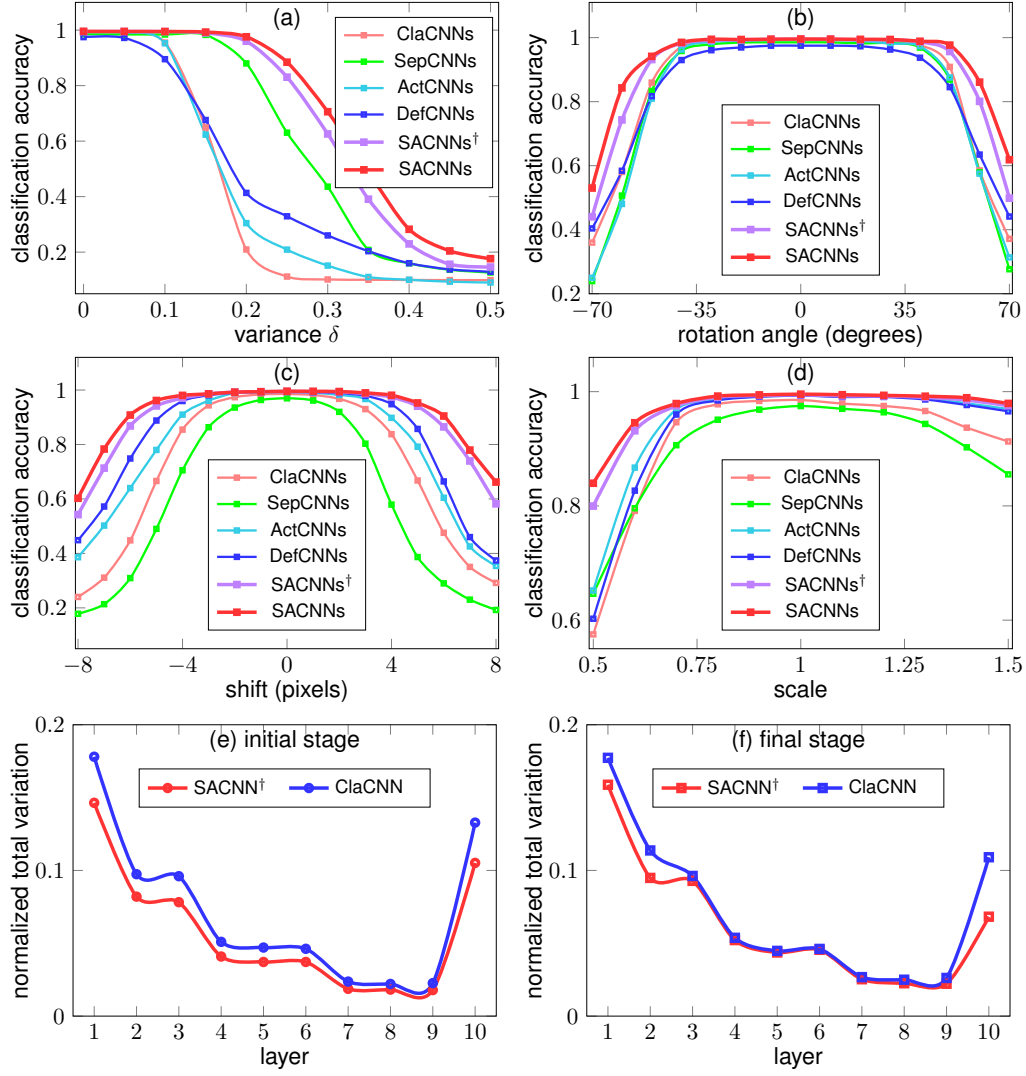 (a)
classification accuracy
1
0.8
0.6
0.4
0.2
0
0.1
0.2
0.3
0.4
0.5
variance δ
ClaCNNs
SepCNNs
ActCNNs
DefCNNs
SACNNs†
SACNNs
(b)
classification accuracy
1
0.8
0.6
0.4
0.2
−70
−35
0
35
70
rotation angle (degrees)
ClaCNNs
SepCNNs
ActCNNs
DefCNNs
SACNNs†
SACNNs
(c)
classification accuracy
1
0.8
0.6
0.4
0.2
−8
−4
0
4
8
shift (pixels)
ClaCNNs
SepCNNs
ActCNNs
DefCNNs
SACNNs†
SACNNs
(d)
classification accuracy
1
0.8
0.6
0.5
0.75
1
1.25
1.5
scale
ClaCNNs
SepCNNs
ActCNNs
DefCNNs
SACNNs†
SACNNs
(e) initial stage
normalized total variation
0.2
0.1
0
1 2 3 4 5 6 7 8 9 10
layer
SACNN† ClaCNN
(f) final stage
normalized total variation
0.2
0.1
0
1 2 3 4 5 6 7 8 9 10
layer
SACNN† ClaCNN